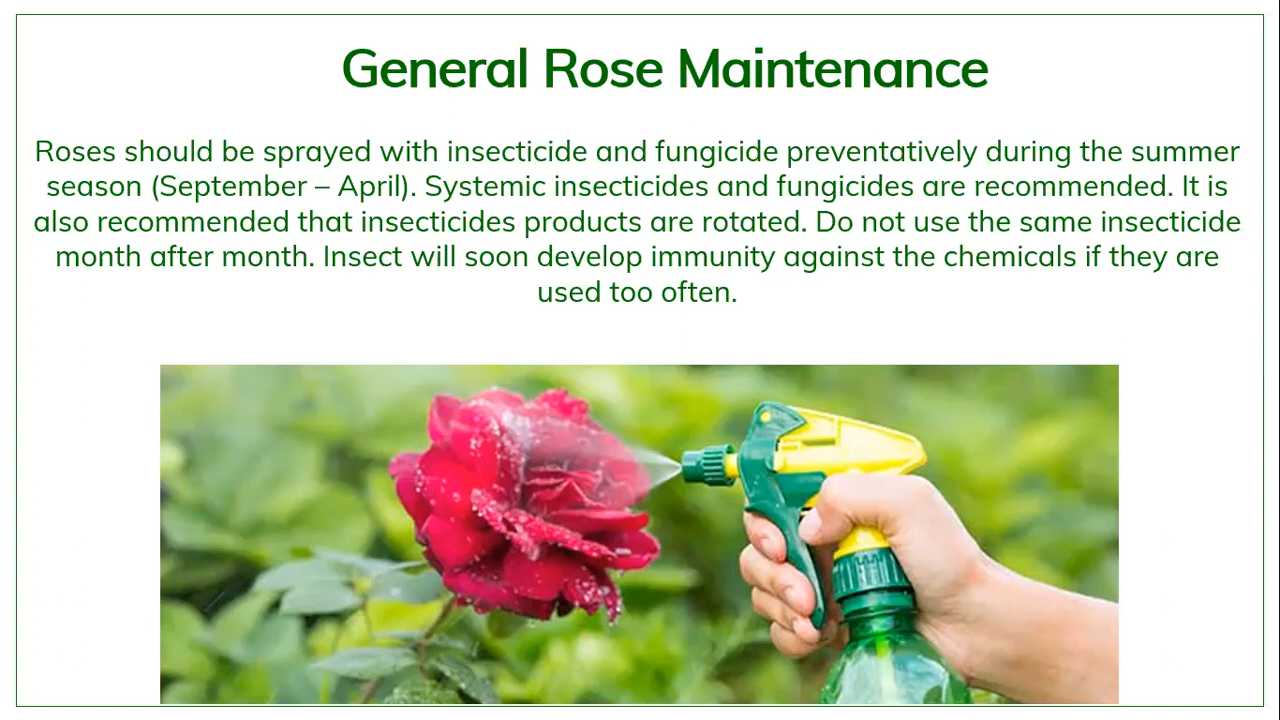 General Rose Maintenance
Roses should be sprayed with insecticide and fungicide preventatively during the summer
season (September – April). Systemic insecticides and fungicides are recommended. It is
also recommended that insecticides products are rotated. Do not use the same insecticide
month after month. Insect will soon develop immunity against the chemicals if they are
used too often.